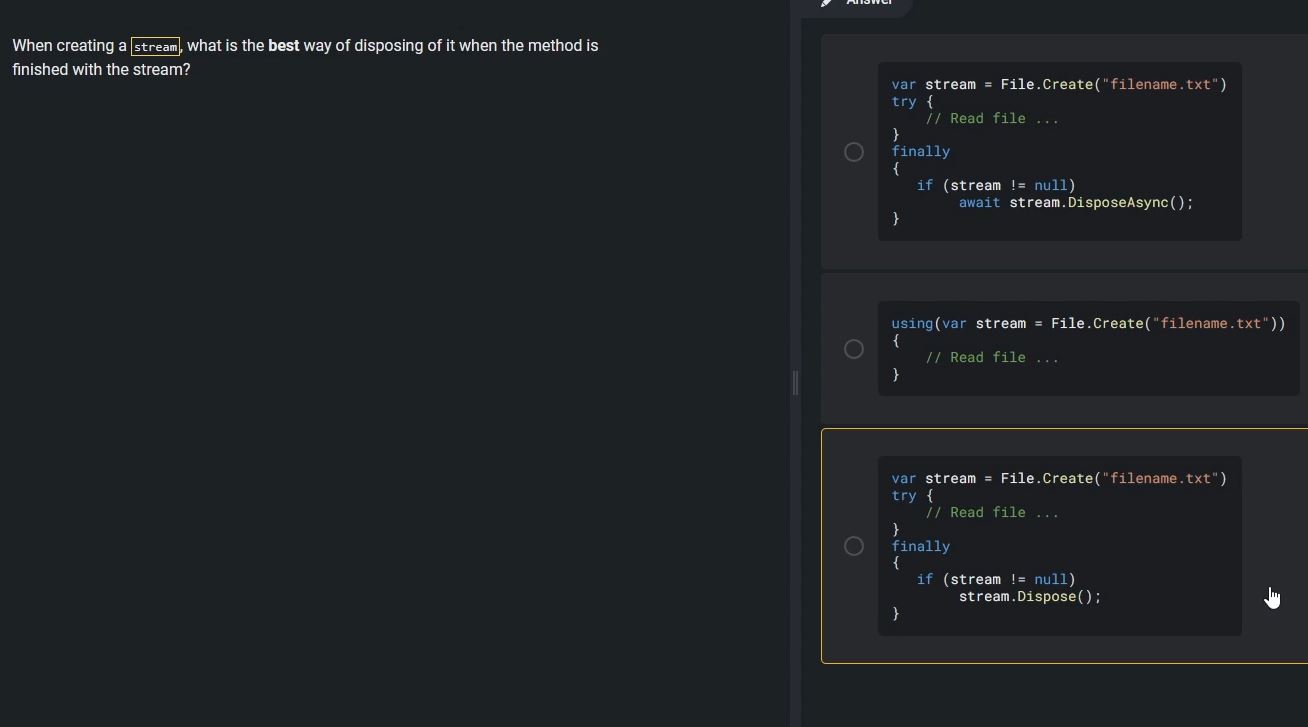 Answer
When creating a stream, what is the best way of disposing of it when the method is
finished with the stream?
var stream = File.Create("filename.txt")
try {
// Read file ...
}
finally
{
if (stream != null)
await stream.DisposeAsync();
}
using(var stream = File.Create("filename.txt"))
{
// Read file ...
}
var stream = File.Create("filename.txt")
try {
// Read file ...
}
finally
{
if (stream != null)
stream.Dispose();
}